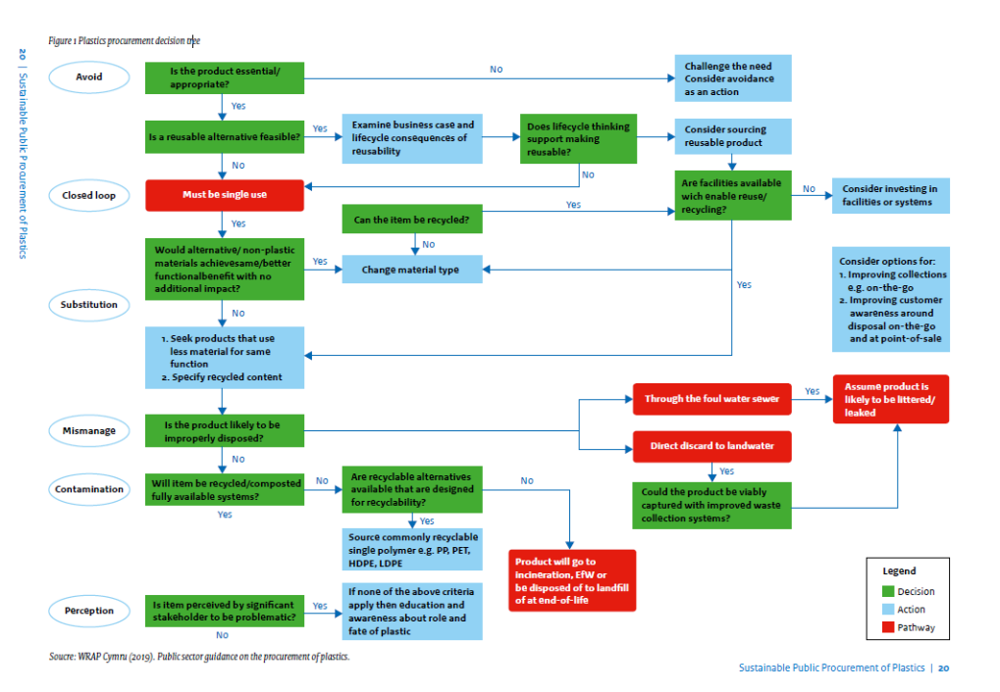 Figure 1 Plastics procurement decision tree
20 | Sustainable Public Procurement of Plastics
Avoid
Is the product essential/
appropriate?
No
Challenge the need
Consider avoidance
as an action
Yes
Is a reusable alternative feasible?
Yes
Examine business case and
lifecycle consequences of
reusability
Does lifecycle thinking
support making
reusable?
Consider sourcing
reusable product
No
No
Closed loop
Must be single use
Are facilities available
wich enable reuse/
recycling?
No
Consider investing in
facilities or systems
Yes
Can the item be recycled?
Yes
No
Would alternative/ non-plastic
materials achievesame/better
functionalbenefit with no
additional impact?
Yes
Change material type
Yes
Consider options for:
1. Improving collections
e.g. on-the-go
2. Improving customer
awareness around
disposal on-the-go
and at point-of-sale
Substitution
No
1. Seek products that use
less material for same
function
2. Specify recycled content
Through the foul water sewer
Yes
Assume product is
likely to be littered/
leaked
Mismanage
Is the product likely to be
improperly disposed?
Direct discard to landwater
No
Yes
Contamination
Will item be recycled/composted
fully available systems?
No
Are recyclable alternatives
available that are designed
for recyclability?
No
Could the product be viably
captured with improved waste
collection systems?
Yes
Yes
Source commonly recyclable
single polymer e.g. PP, PET,
HDPE, LDPE
Product will go to
incineration, EfW or
be disposed of to landfill
of at end-of-life
Legend
Decision
Action
Pathway
Perception
Is item perceived by significant
stakeholder to be problematic?
Yes
If none of the above criteria
apply then education and
awareness about role and
fate of plastic
No
Soucre: WRAP Cymru (2019). Public sector guidance on the procurement of plastics.
Sustainable Public Procurement of Plastics | 20